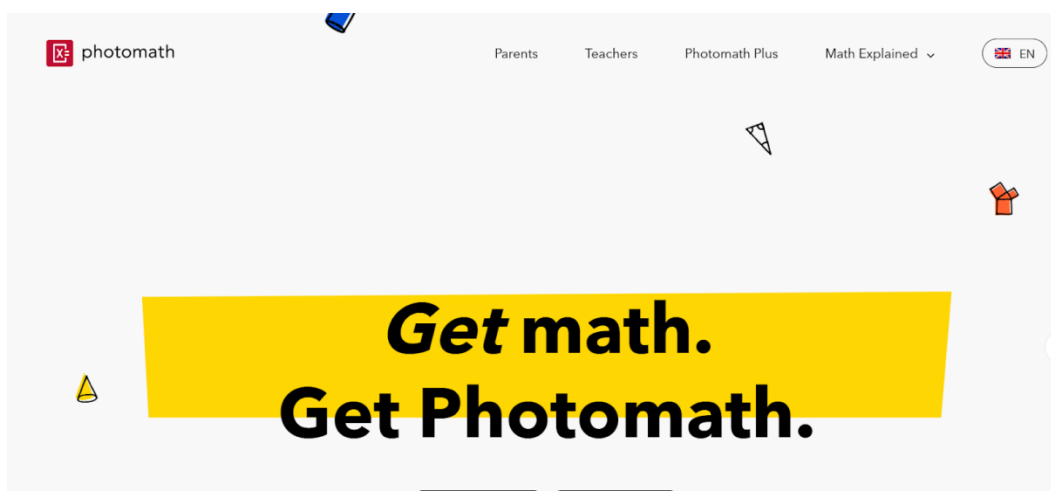 photomath Parents Teachers Photomath Plus Math Explained EN
Get math.
Get Photomath.